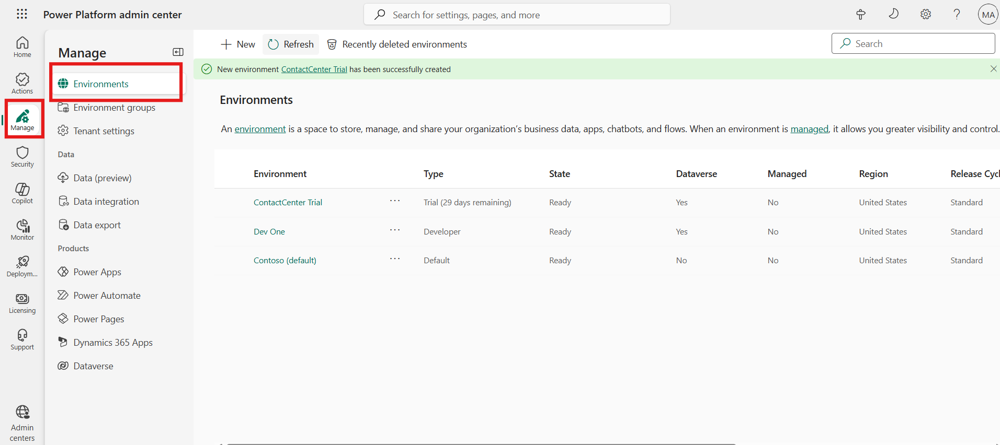 Power Platform admin center
Search for settings, pages, and more
MA
Home
Actions
Manage
Security
Copilot
Monitor
Deploym...
Licensing
Support
Admin
centers
Manage
Environments
Environment groups
Tenant settings
Data
Data (preview)
Data integration
Data export
Products
Power Apps
Power Automate
Power Pages
Dynamics 365 Apps
Dataverse
New Refresh Recently deleted environments Search
New environment ContactCenter Trial has been successfully created
Environments
An environment is a space to store, manage, and share your organization's business data, apps, chatbots, and flows. When an environment is managed, it allows you greater visibility and control.
Environment Type State Dataverse Managed Region Release Cycl
ContactCenter Trial ... Trial (29 days remaining) Ready Yes No United States Standard
Dev One ... Developer Ready Yes No United States Standard
Contoso (default) ... Default Ready No No United States Standard